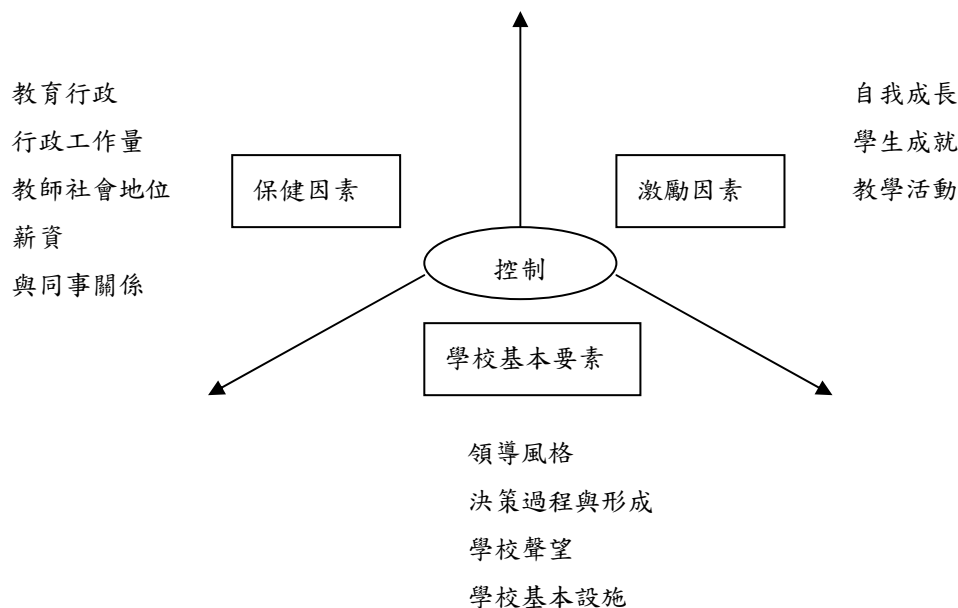 教育行政
行政工作量
教師社會地位
薪資
與同事關係
保健因素
激勵因素
自我成長
學生成就
教學活動
控制
學校基本要素
領導風格
決策過程與形成
學校聲望
學校基本設施